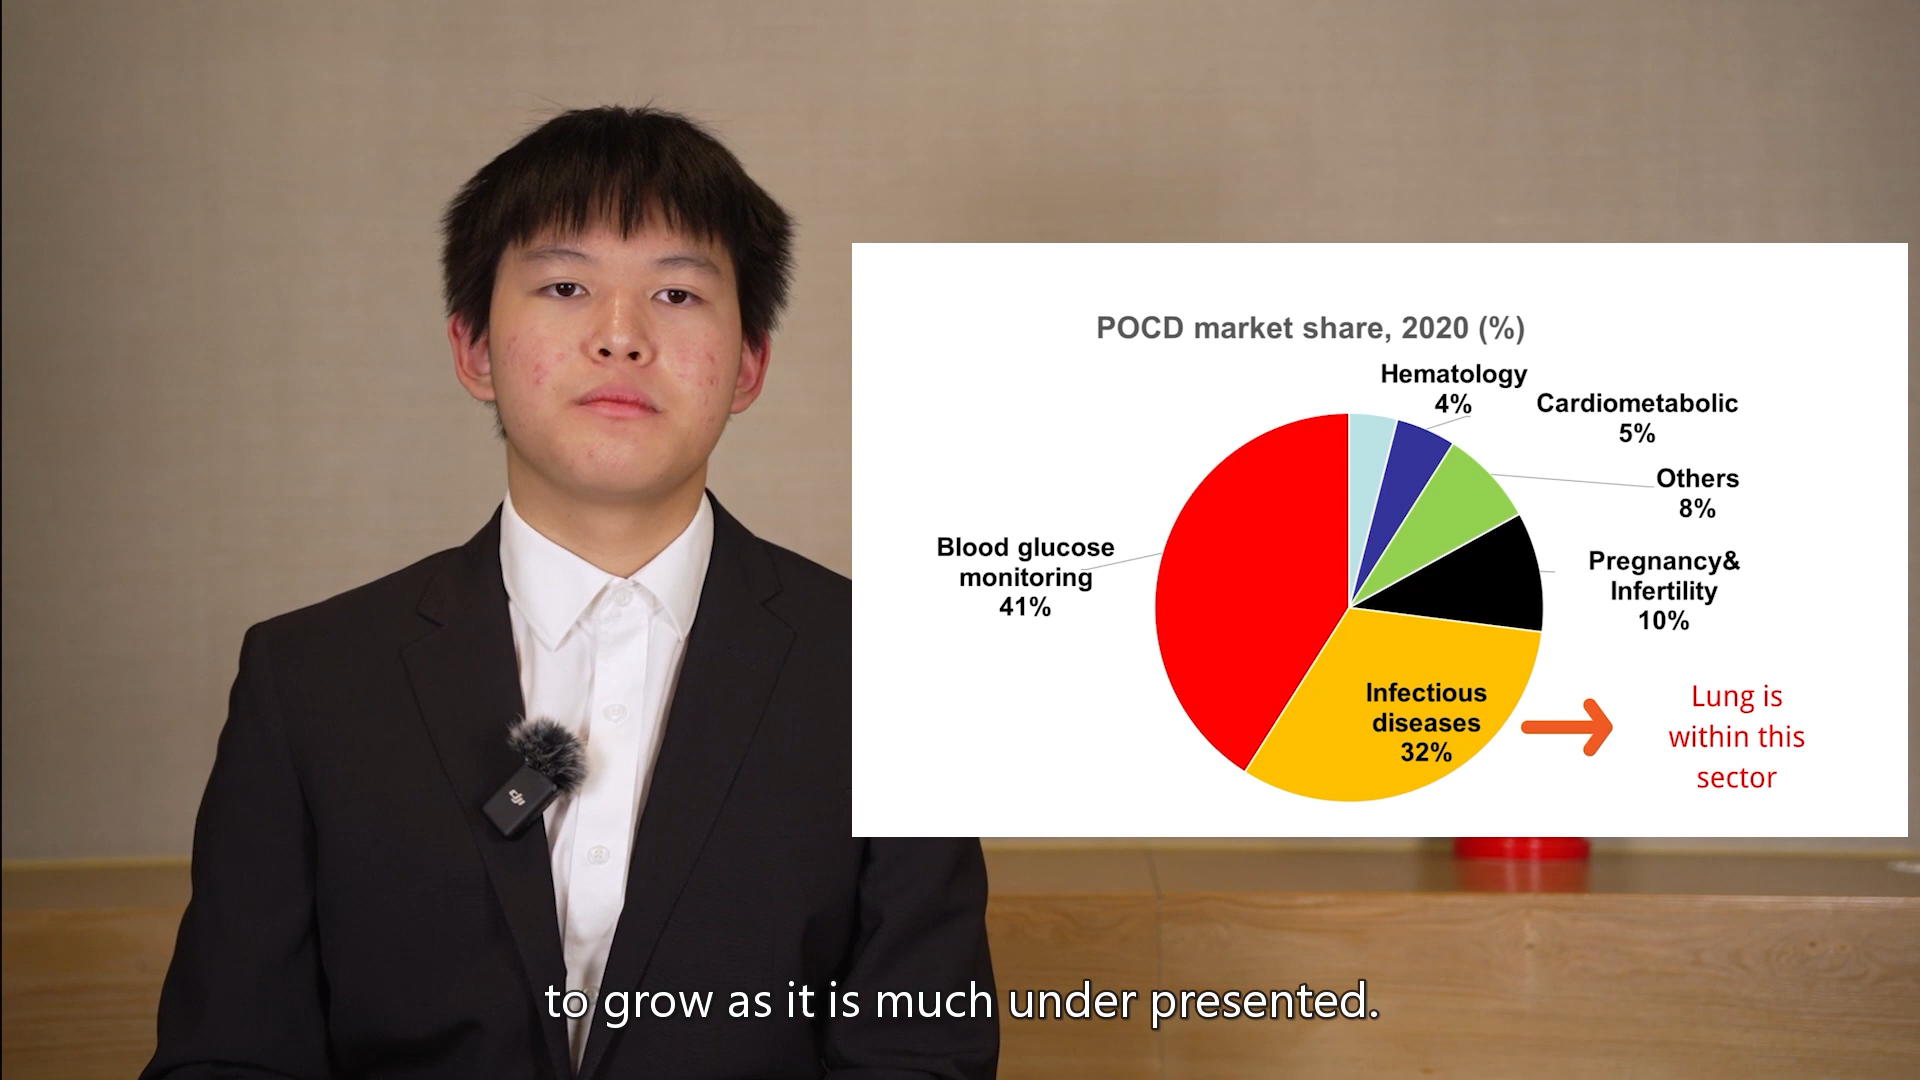 POCD market share, 2020 (%)
Hematology
4%
Cardiometabolic
5%
Others
8%
Blood glucose
monitoring
41%
Pregnancy&
Infertility
10%
Infectious
diseases
32%
Lung is
within this
sector
dji
to grow as it is much under presented.